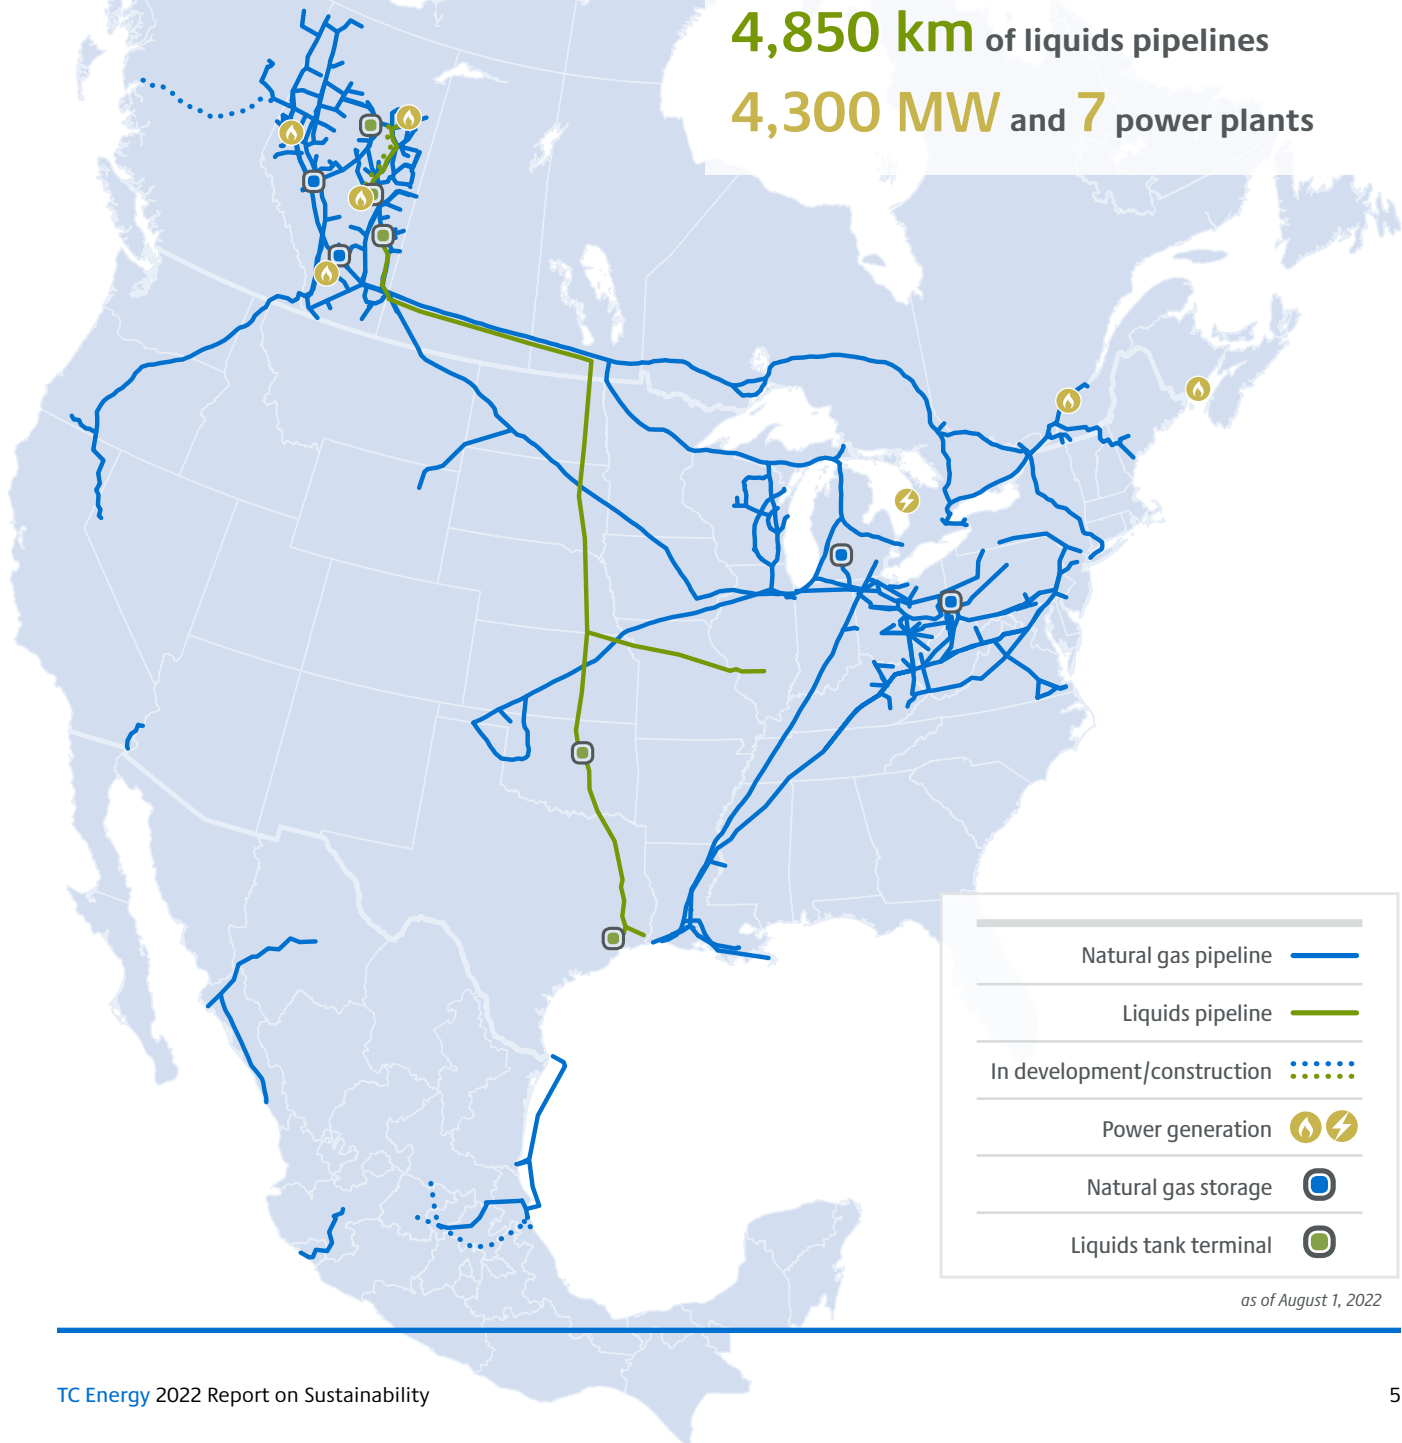 4,850 km of liquids pipelines
4,300 MW and 7 power plants
Natural gas pipeline
Liquids pipeline
In development/construction
Power generation
Natural gas storage
Liquids tank terminal
as of August 1, 2022
TC Energy 2022 Report on Sustainability
5